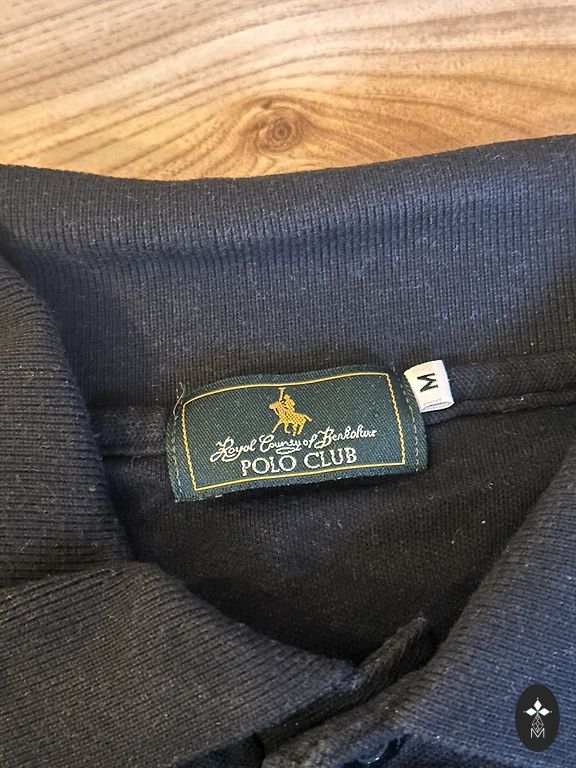 Royal County of Berkshire
POLO CLUB
M
M